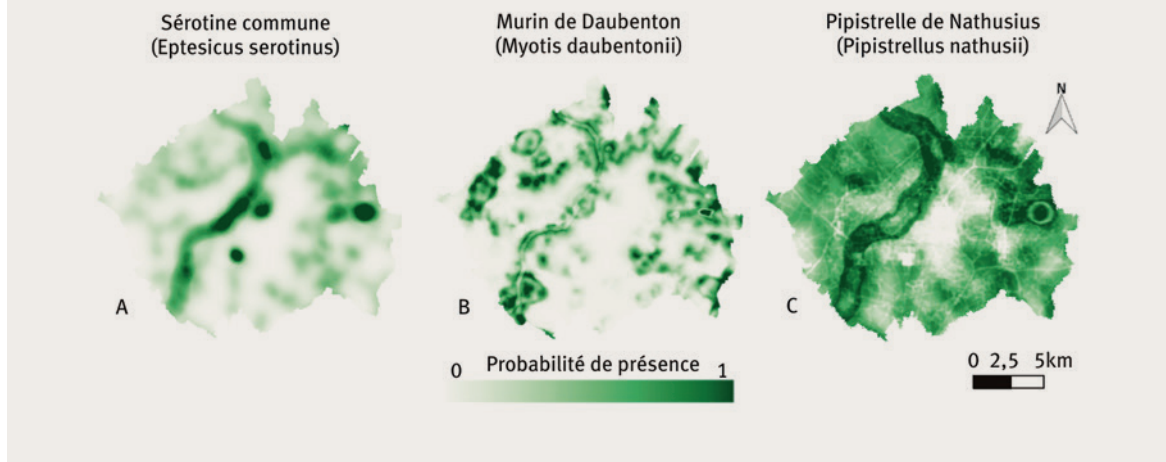 Sérotine commune
(Eptesicus serotinus)
Murin de Daubenton
(Myotis daubentonii)
Pipistrelle de Nathusius
(Pipistrellus nathusii)
N
A
B
C
0 Probabilité de présence 1
0 2,5 5km